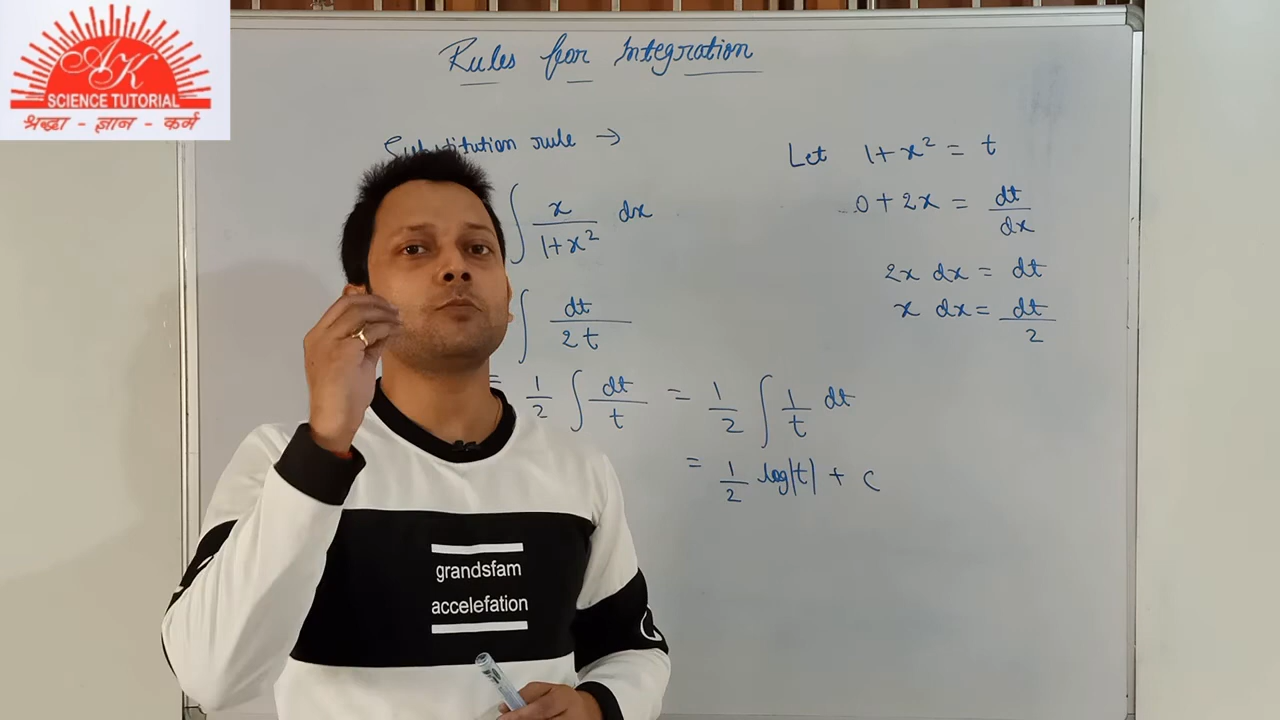 AK
SCIENCE TUTORIAL
श्रद्धा - ज्ञान - कर्म
Rules for Integration
Substitution rule →
∫ x/(1+x²) dx
∫ dt/(2t)
= 1/2 ∫ dt/t = 1/2 ∫ 1/t dt
= 1/2 log|t| + c
Let 1+x² = t
0 + 2x = dt/dx
2x dx = dt
x dx = dt/2
grandsfam
accelefation